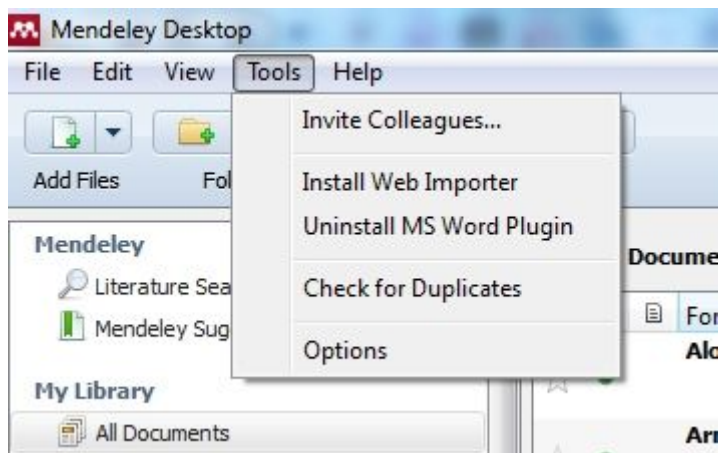 Mendeley Desktop
File Edit View Tools Help
Invite Colleagues...
Install Web Importer
Uninstall MS Word Plugin
Check for Duplicates
Options
Add Files
Mendeley
Literature Sea
Mendeley Sug
My Library
All Documents